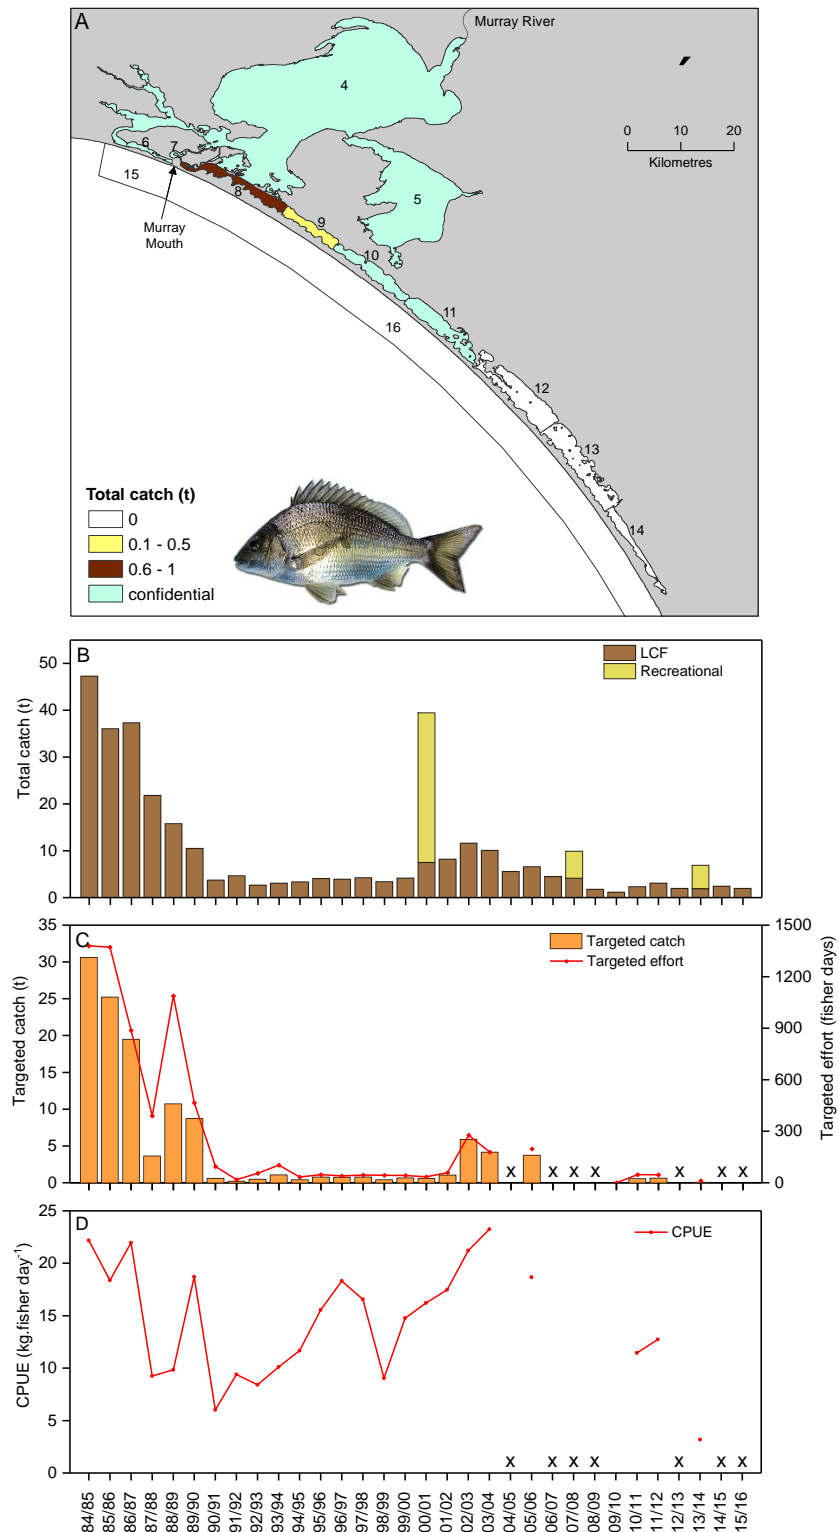 A
Murray River
4
0 10 20
Kilometres
6
7
15
8
5
Murray
Mouth
9
10
11
16
12
13
14
Total catch (t)
0
0.1 - 0.5
0.6 - 1
confidential
B
LCF
Recreational
Total catch (t)
50
40
30
20
10
0
C
Targeted catch
Targeted effort
Targeted catch (t)
35
30
25
20
15
10
5
0
1500
1200
900
600
300
0
Targeted effort (fisher days)
x x x x x x x
D
CPUE
CPUE (kg.fisher day-1)
25
20
15
10
5
0
x x x x x x x
84/85 85/86 86/87 87/88 88/89 89/90 90/91 91/92 92/93 93/94 94/95 95/96 96/97 97/98 98/99 99/00 00/01 01/02 02/03 03/04 04/05 05/06 06/07 07/08 08/09 09/10 10/11 11/12 12/13 13/14 14/15 15/16